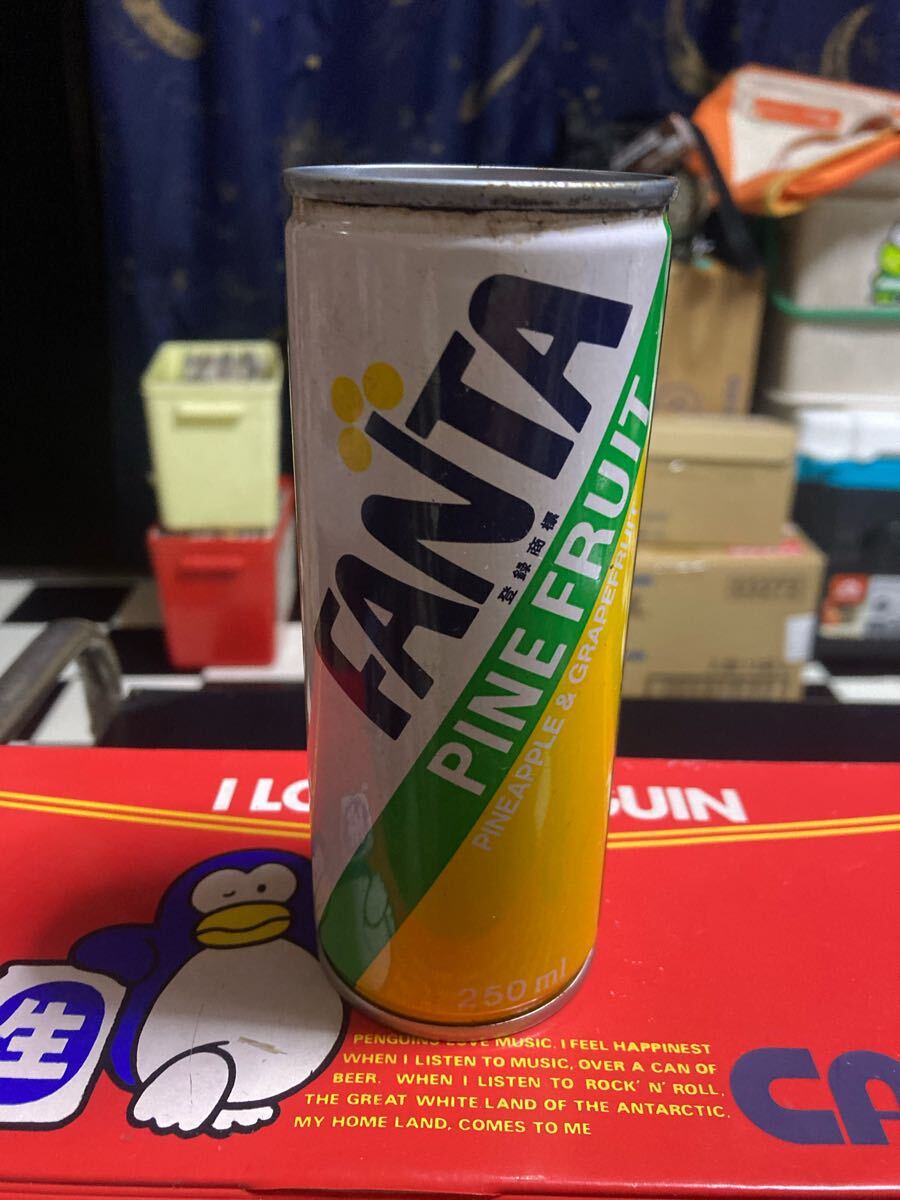 FANTA
登録商標
PINE FRUIT
PINEAPPLE & GRAPEFRUIT
250ml
I LO GUIN
生
PENGUINS LOVE MUSIC. I FEEL HAPPINEST
WHEN I LISTEN TO MUSIC, OVER A CAN OF
BEER. WHEN I LISTEN TO ROCK' N' ROLL,
THE GREAT WHITE LAND OF THE ANTARCTIC.
MY HOME LAND, COMES TO ME
CA